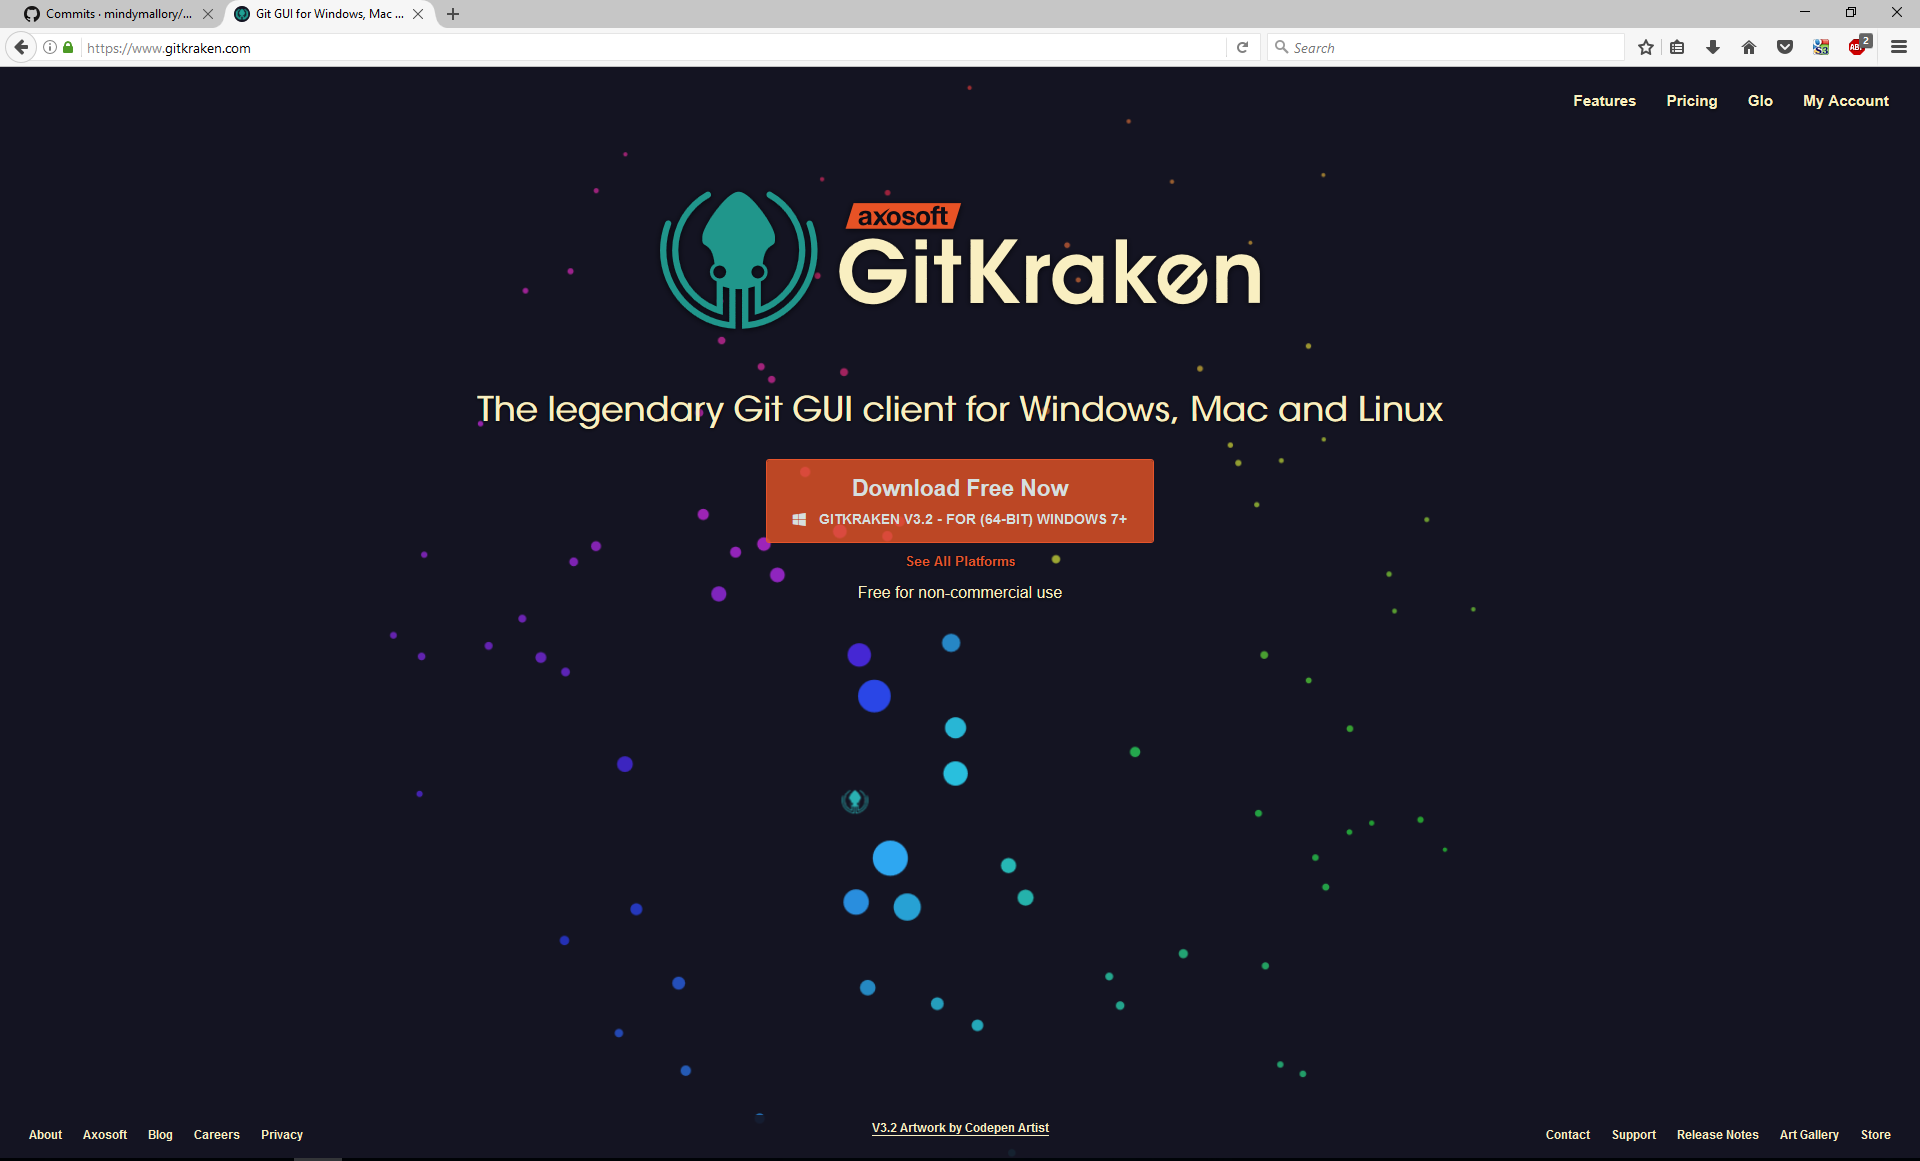 Commits · mindymallory/...
Git GUI for Windows, Mac ...
https://www.gitkraken.com
Search
2
Features Pricing Glo My Account
axosoft
GitKraken
The legendary Git GUI client for Windows, Mac and Linux
Download Free Now
GITKRAKEN V3.2 - FOR (64-BIT) WINDOWS 7+
See All Platforms
Free for non-commercial use
V3.2 Artwork by Codepen Artist
About Axosoft Blog Careers Privacy
Contact Support Release Notes Art Gallery Store